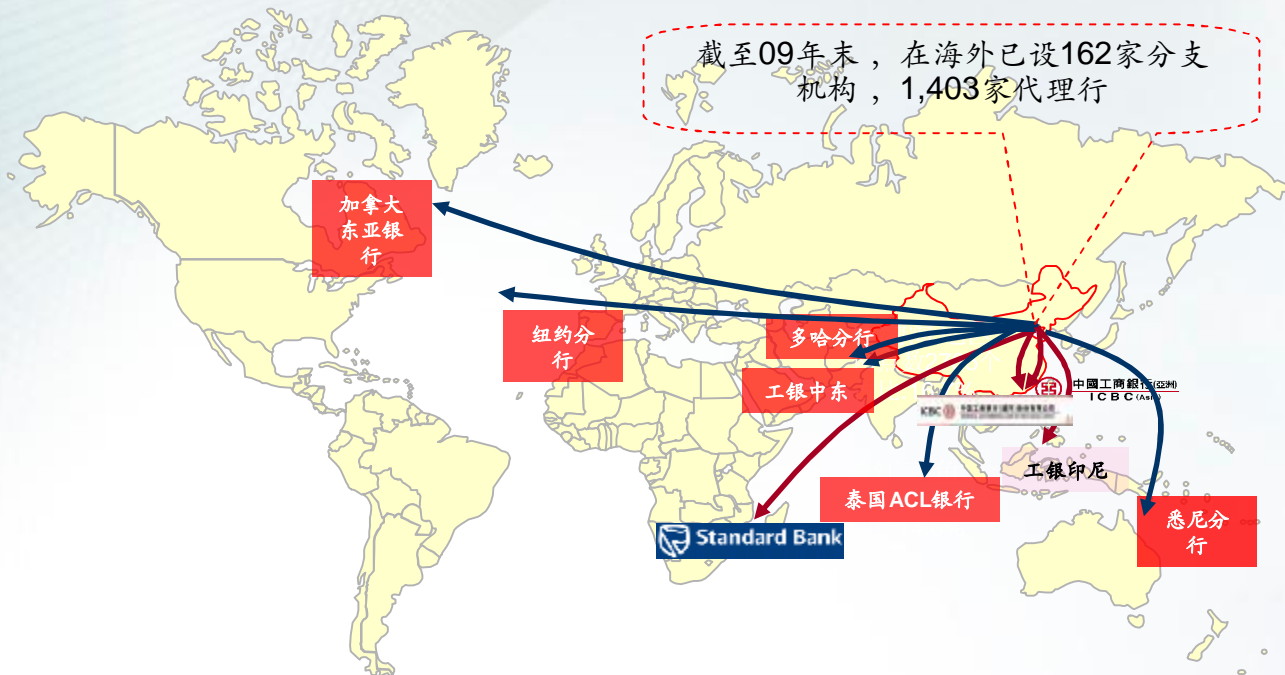 截至09年末，在海外已设162家分支
机构，1,403家代理行
加拿大
东亚银
行
纽约分
行
多哈分行
工银中东
中國工商銀行(亞洲)
ICBC (Asia)
ICBC
工银印尼
泰国ACL银行
悉尼分
行
Standard Bank